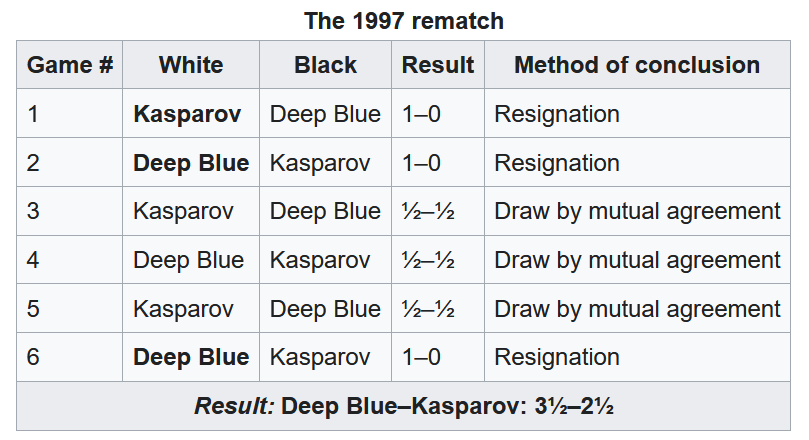 The 1997 rematch
Game # White Black Result Method of conclusion
1 Kasparov Deep Blue 1–0 Resignation
2 Deep Blue Kasparov 1–0 Resignation
3 Kasparov Deep Blue ½–½ Draw by mutual agreement
4 Deep Blue Kasparov ½–½ Draw by mutual agreement
5 Kasparov Deep Blue ½–½ Draw by mutual agreement
6 Deep Blue Kasparov 1–0 Resignation
Result: Deep Blue–Kasparov: 3½–2½